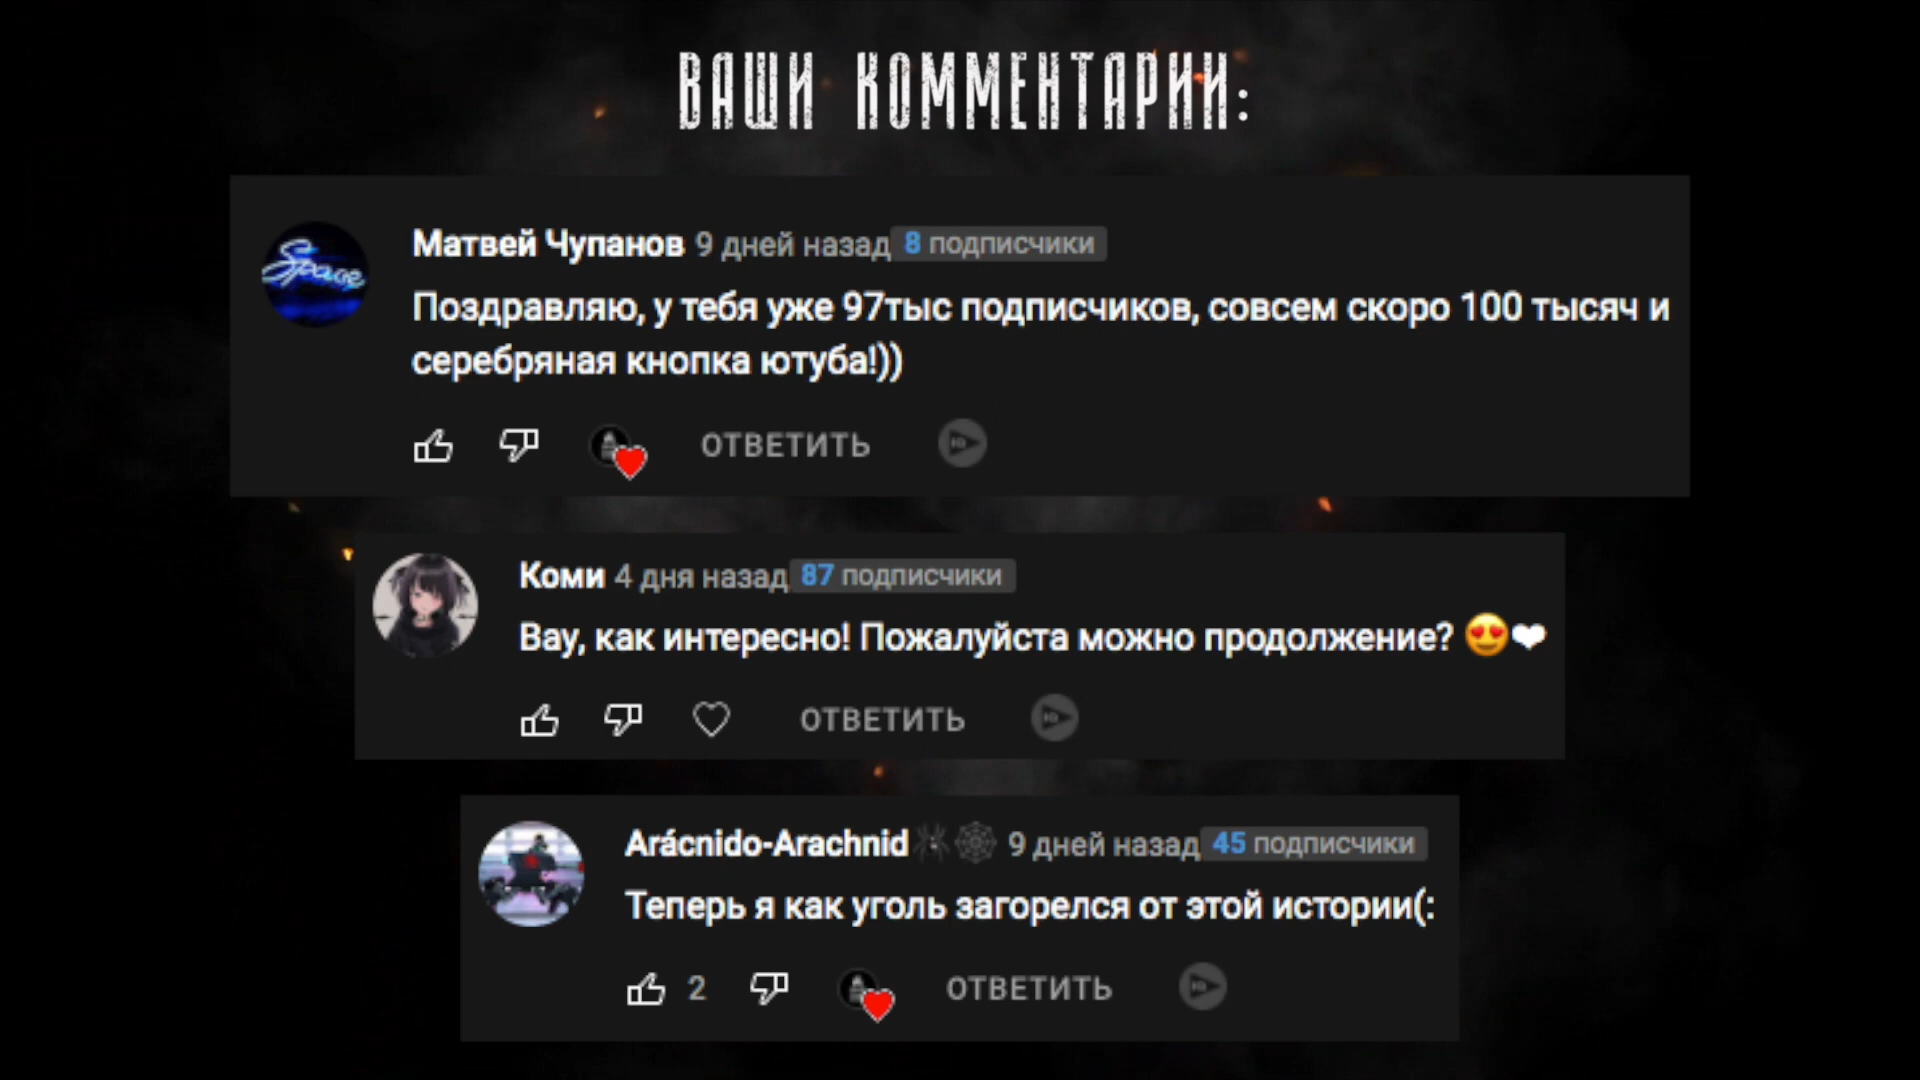 ВАШИ КОММЕНТАРИИ:
Space
Матвей Чупанов 9 дней назад 8 подписчики
Поздравляю, у тебя уже 97тыс подписчиков, совсем скоро 100 тысяч и
серебряная кнопка ютуба!))
ОТВЕТИТЬ
Коми 4 дня назад 87 подписчики
Вау, как интересно! Пожалуйста можно продолжение? 😍❤
ОТВЕТИТЬ
Arácnido-Arachnid🕷🕸 9 дней назад 45 подписчики
Теперь я как уголь загорелся от этой истории(:
2 ОТВЕТИТЬ